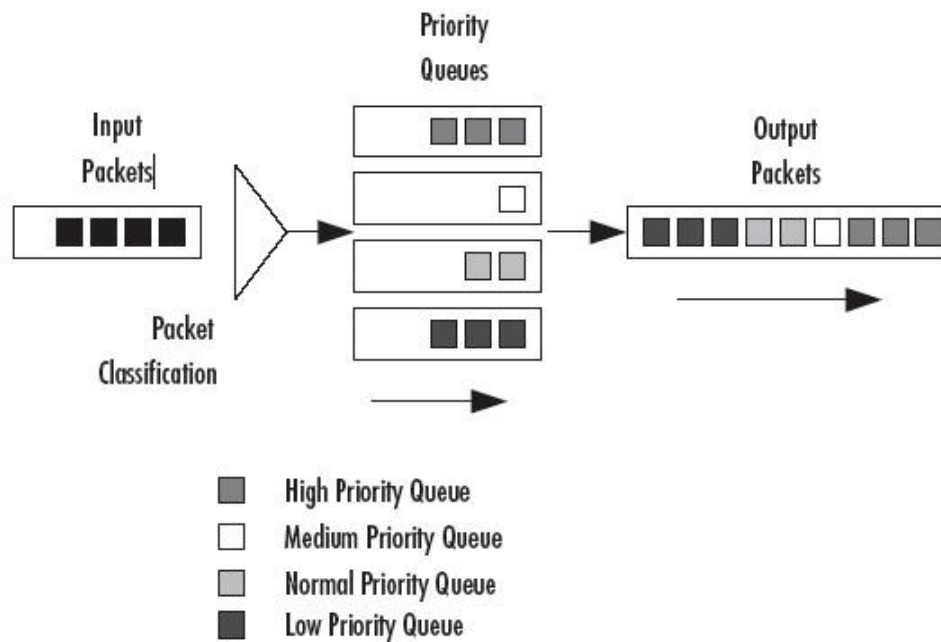 Priority
Queues
Input
Packets
Output
Packets
Packet
Classification
High Priority Queue
Medium Priority Queue
Normal Priority Queue
Low Priority Queue